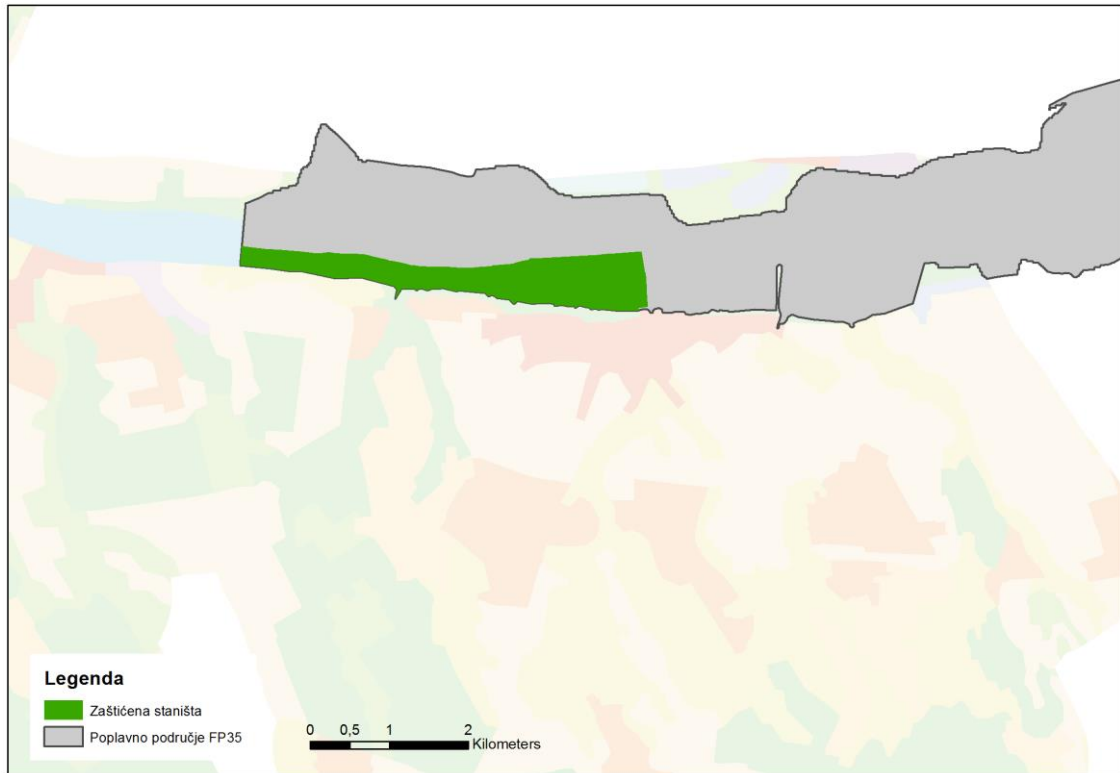 Legenda
Zaštićena staništa
Poplavno područje FP35
0 0,5 1 2
Kilometers